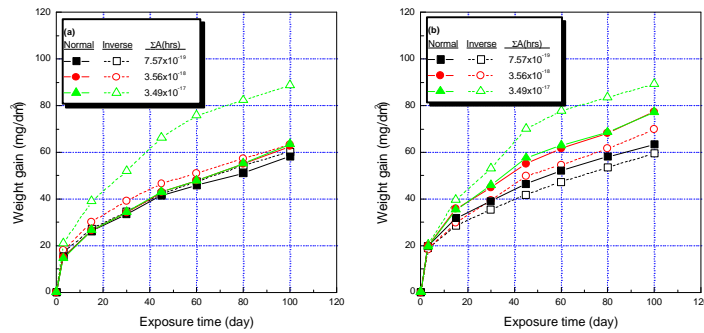 (a)
Normal Inverse ΣA(hrs)
7.57x10⁻¹⁹
3.56x10⁻¹⁸
3.49x10⁻¹⁷
Weight gain (mg/dm²)
120
100
80
60
40
20
0
0 20 40 60 80 100 120
Exposure time (day)
(b)
Normal Inverse ΣA(hrs)
7.57x10⁻¹⁹
3.56x10⁻¹⁸
3.49x10⁻¹⁷
Weight gain (mg/dm²)
120
100
80
60
40
20
0
0 20 40 60 80 100 120
Exposure time (day)